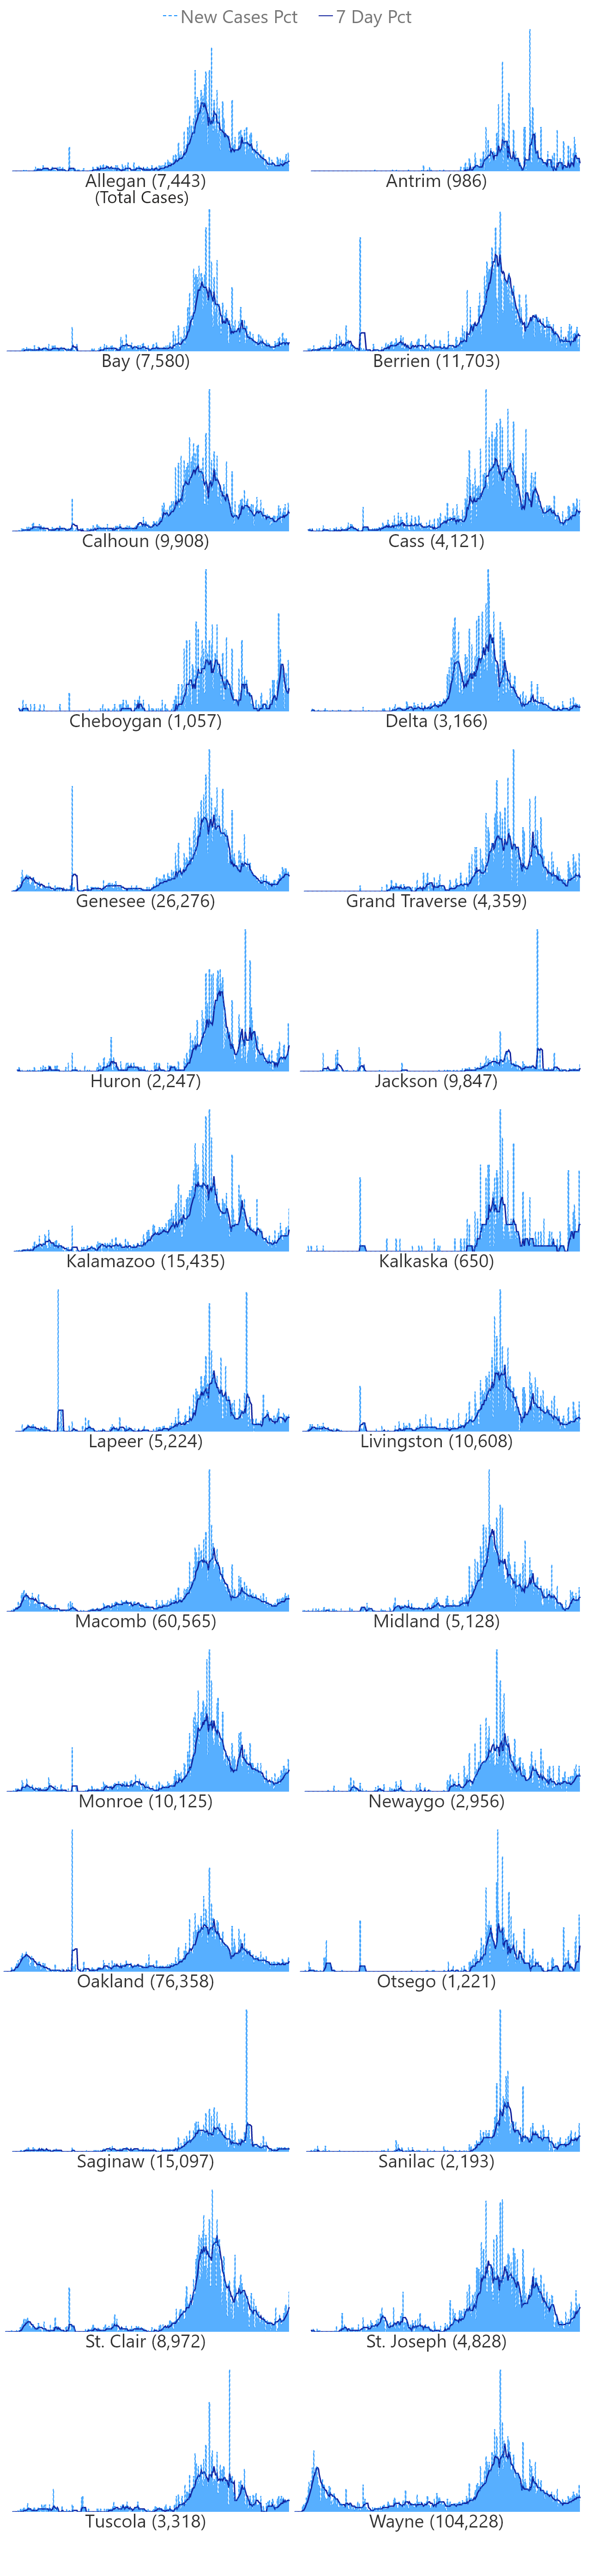 New Cases Pct 7 Day Pct
Allegan (7,443) Antrim (986)
(Total Cases)
Bay (7,580) Berrien (11,703)
Calhoun (9,908) Cass (4,121)
Cheboygan (1,057) Delta (3,166)
Genesee (26,276) Grand Traverse (4,359)
Huron (2,247) Jackson (9,847)
Kalamazoo (15,435) Kalkaska (650)
Lapeer (5,224) Livingston (10,608)
Macomb (60,565) Midland (5,128)
Monroe (10,125) Newaygo (2,956)
Oakland (76,358) Otsego (1,221)
Saginaw (15,097) Sanilac (2,193)
St. Clair (8,972) St. Joseph (4,828)
Tuscola (3,318) Wayne (104,228)